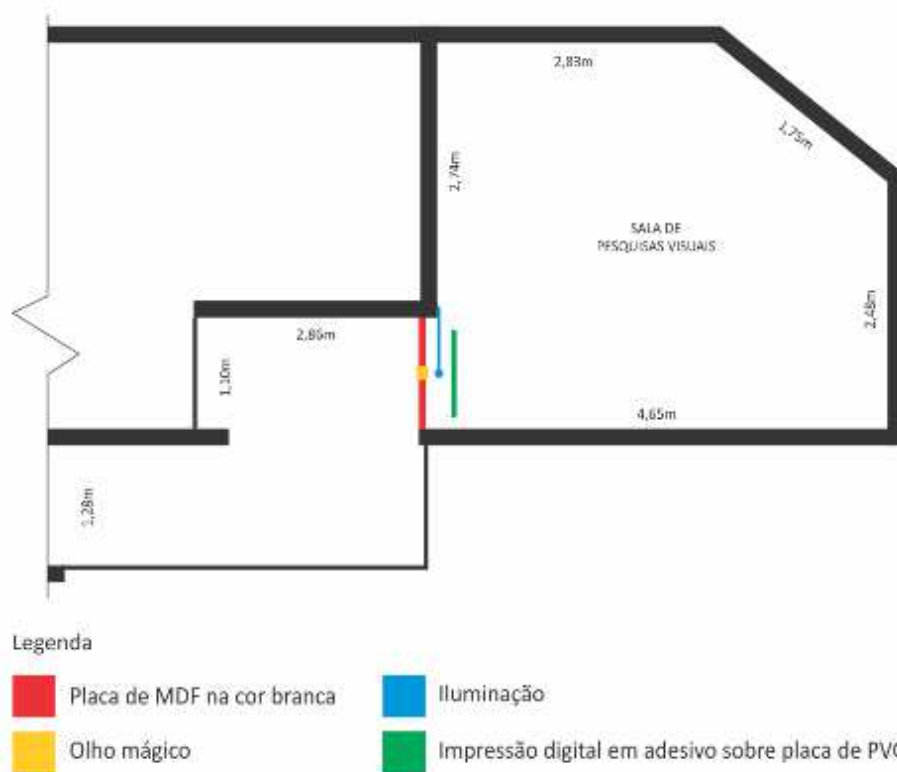 2,83m
1,75m
2,74m
SALA DE
PESQUISAS VISUAIS
2,48m
2,86m
1,10m
4,65m
1,28m
Legenda
Placa de MDF na cor branca
Iluminação
Olho mágico
Impressão digital em adesivo sobre placa de PVC